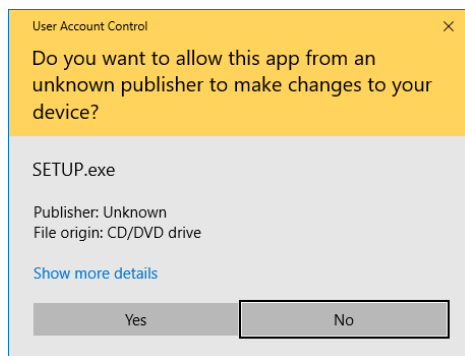 User Account Control
Do you want to allow this app from an
unknown publisher to make changes to your
device?
SETUP.exe
Publisher: Unknown
File origin: CD/DVD drive
Show more details
Yes
No